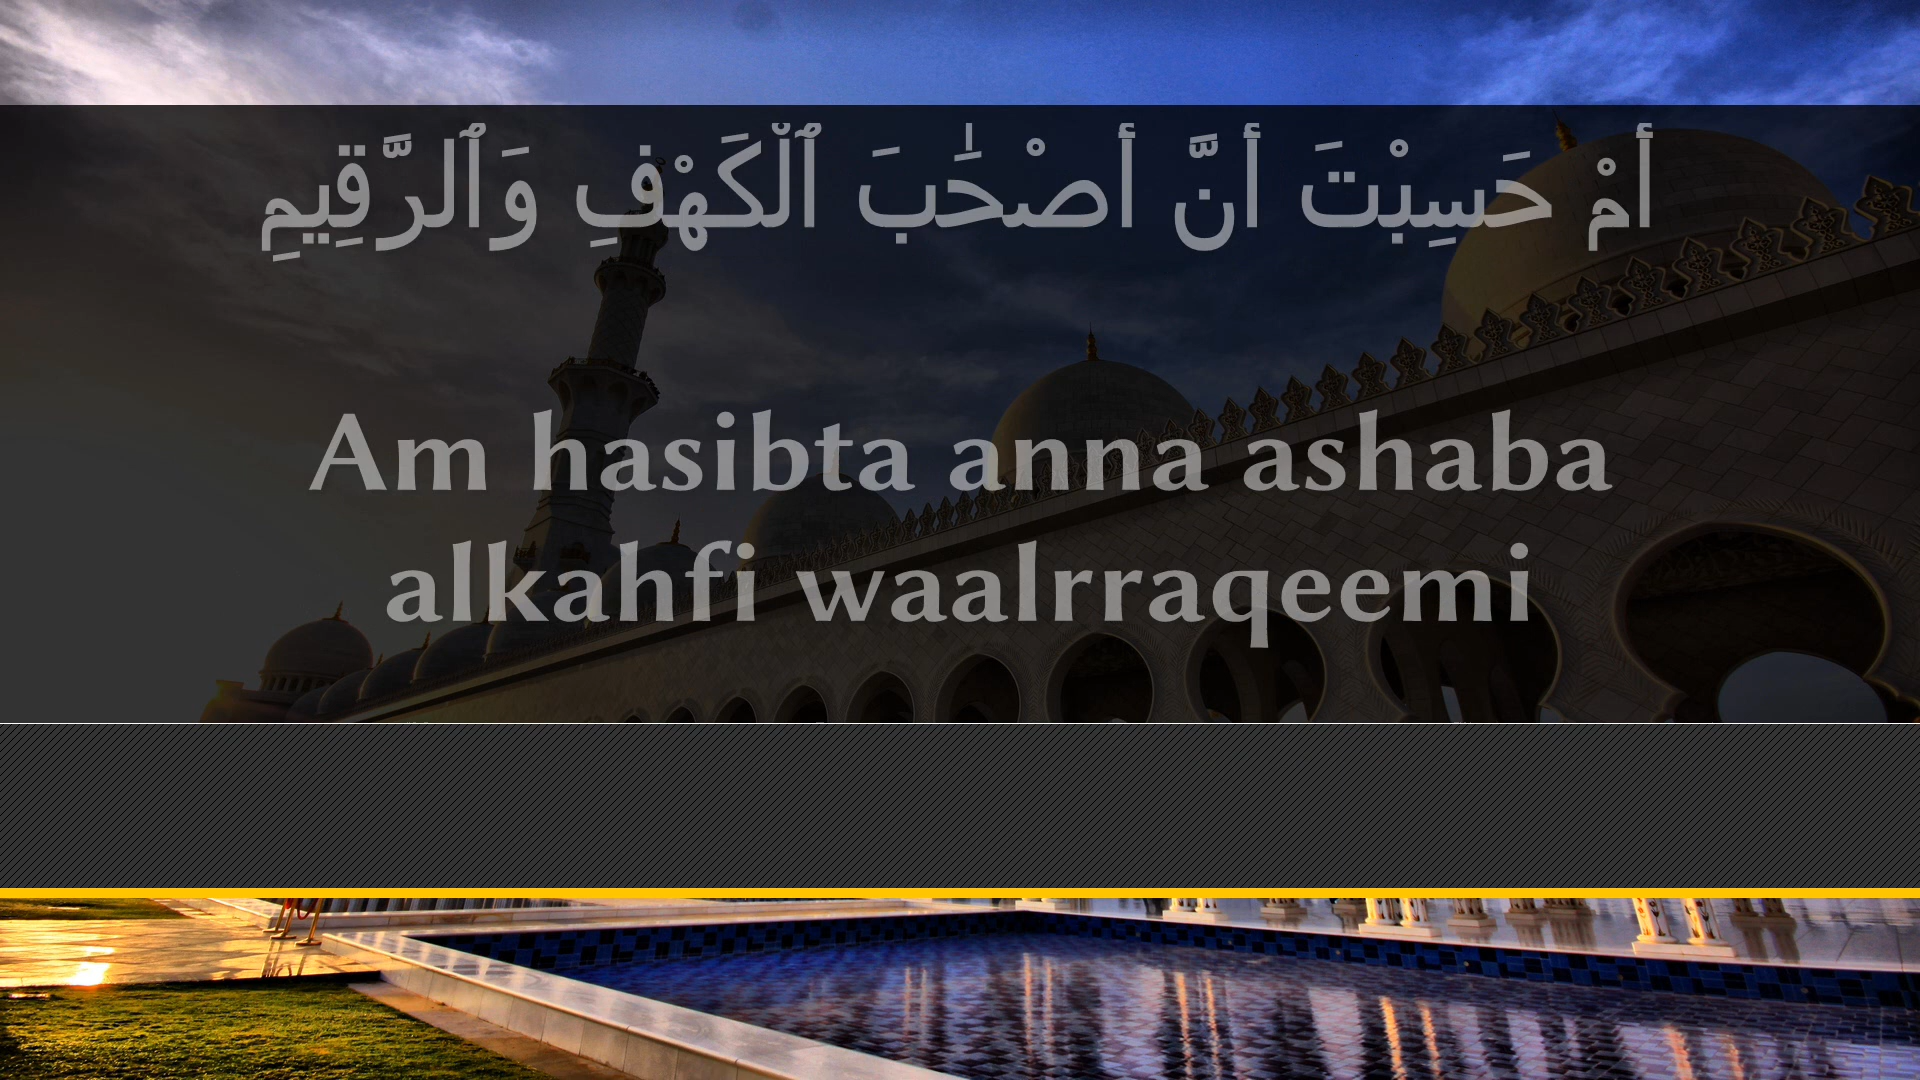 أَمْ حَسِبْتَ أَنَّ أَصْحَٰبَ ٱلْكَهْفِ وَٱلرَّقِيمِ
Am hasibta anna ashaba
alkahfi waalrraqeemi